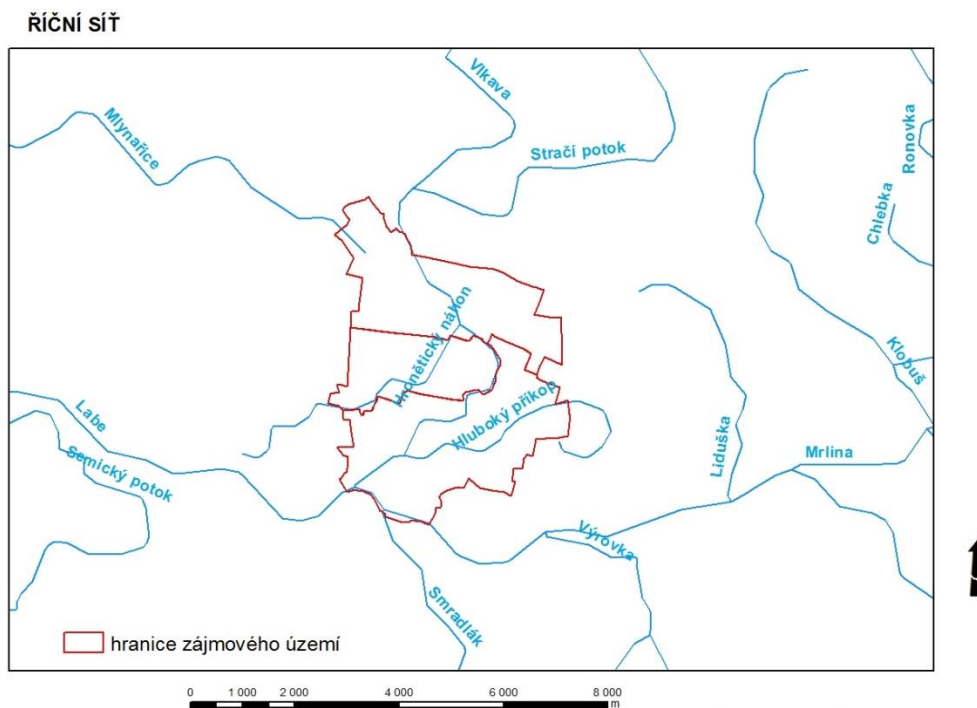 ŘÍČNÍ SÍŤ
Vlkava
Mlynařice
Stračí potok
Ronovka
Chlebka
Hronětický náhon
Klobuš
Labe
Hluboký příkop
Liduška
Mrlina
Semický potok
Výrovka
Smradlák
hranice zájmového území
0 1 000 2 000 4 000 6 000 8 000
m